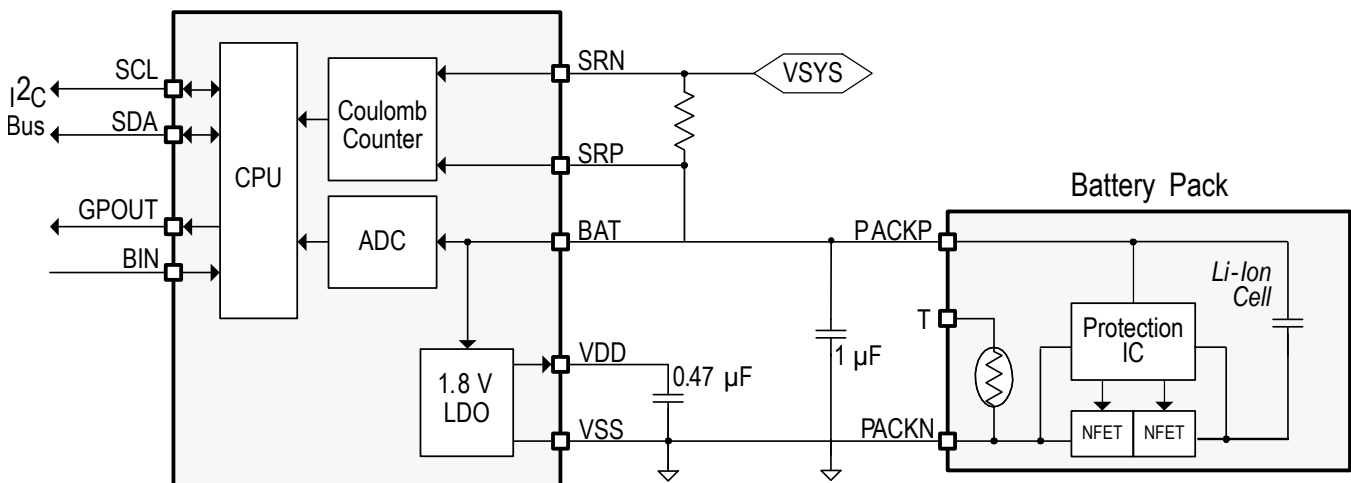 SCL
I2C
Bus
SDA
GPOUT
BIN
CPU
Coulomb
Counter
ADC
1.8 V
LDO
SRN
SRP
BAT
VDD
VSS
VSYS
0.47 µF
1 µF
Battery Pack
PACKP
T
PACKN
Protection
IC
NFET
NFET
Li-Ion
Cell